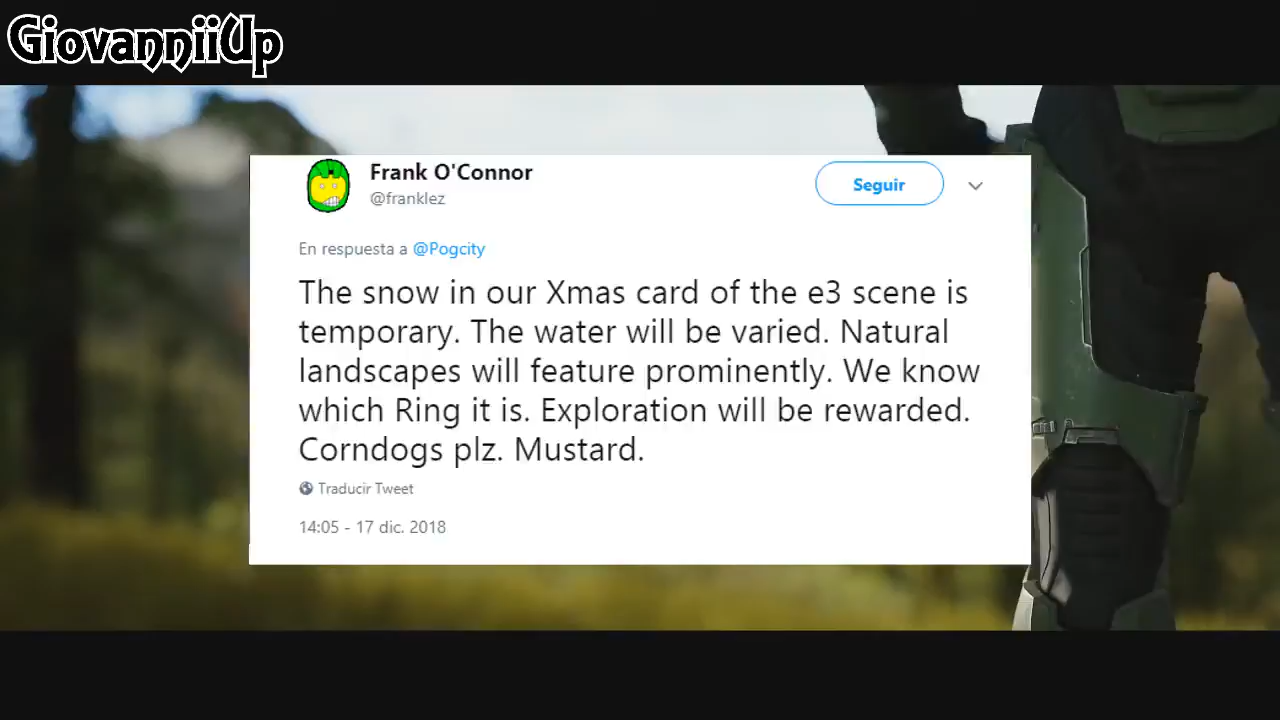 GiovanniiUp
Frank O'Connor
@franklez
Seguir
En respuesta a @Pogcity
The snow in our Xmas card of the e3 scene is
temporary. The water will be varied. Natural
landscapes will feature prominently. We know
which Ring it is. Exploration will be rewarded.
Corndogs plz. Mustard.
Traducir Tweet
14:05 - 17 dic. 2018